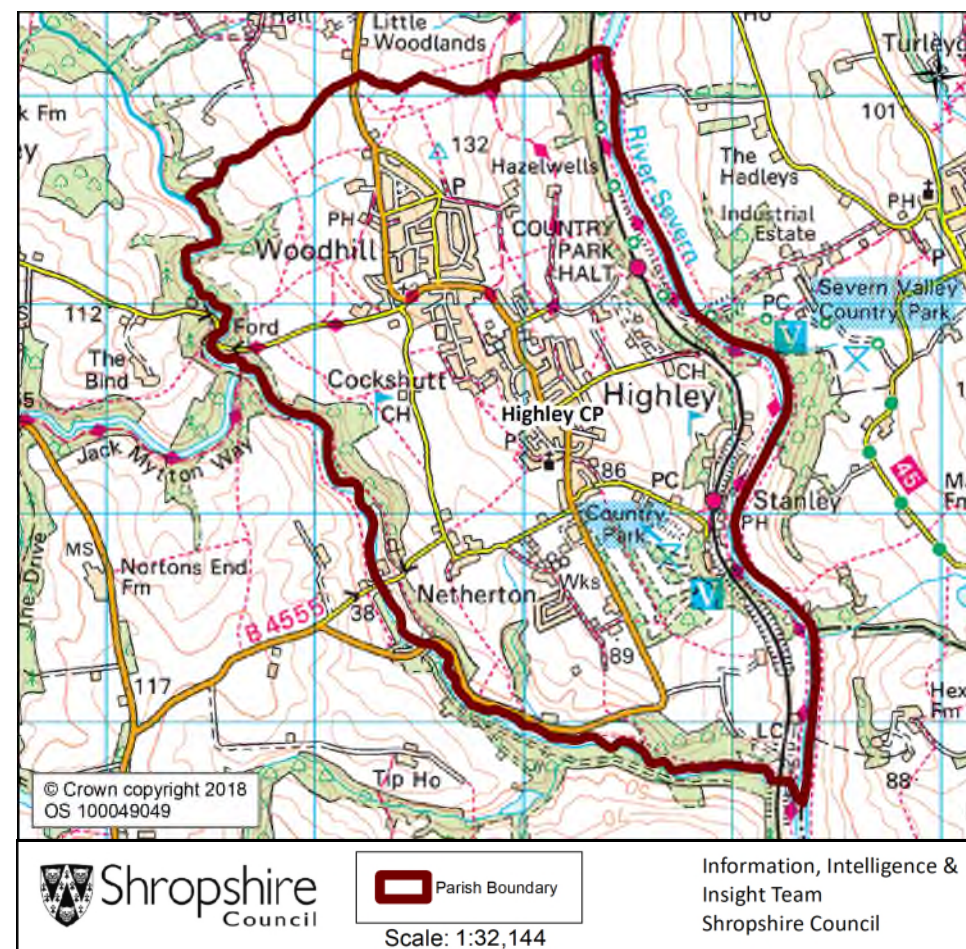 Little
Woodlands
132
Hazelwells
River Severn
101
The
Hadleys
PH
P
PH
Woodhill
COUNTRY
PARK
HALT
Industrial
Estate
P
PC
Severn Valley
Country Park
V
112
Ford
The
Bind
Cockshutt
CH
Highley
CH
Highley CP
Jack Mytton Way
86
PC
Stanley
PH
45
Country
Park
V
The Drive
MS
Nortons End
Fm
B 4555
38
Netherton
Wks
89
117
LC
Hex
Fm
88
Tip Ho
50
© Crown copyright 2018
OS 100049049
Shropshire
Council
Parish Boundary
Scale: 1:32,144
Information, Intelligence &
Insight Team
Shropshire Council